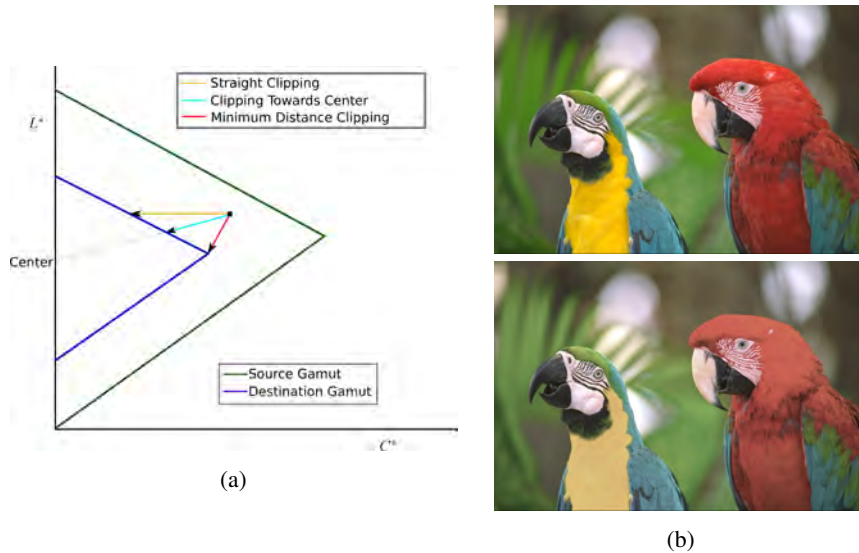 Straight Clipping
Clipping Towards Center
Minimum Distance Clipping
L*
Center
Source Gamut
Destination Gamut
C*
(a)
(b)